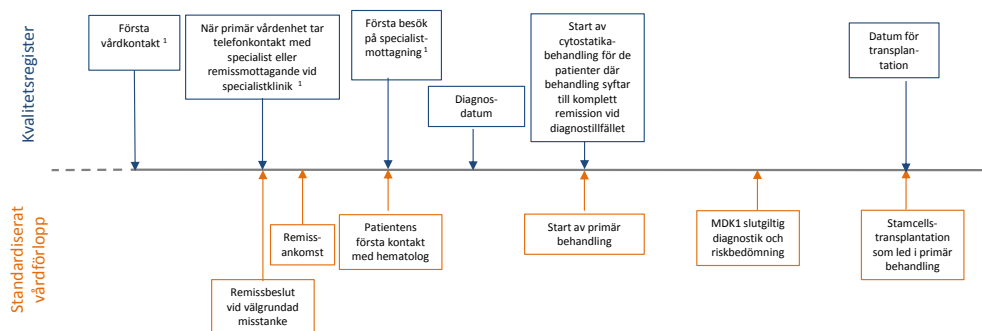 Kvalitetsregister
Första
vårdkontakt ¹
När primär vårdenhet tar
telefonkontakt med
specialist eller
remissmottagande vid
specialistklinik ¹
Första besök
på specialist-
mottagning ¹
Diagnos-
datum
Start av
cytostatika-
behandling för de
patienter där
behandling syftar
till komplett
remission vid
diagnostillfället
Datum för
transplan-
tation
Standardiserat
vårdförlopp
Remissbeslut
vid välgrundad
misstanke
Remiss-
ankomst
Patientens
första kontakt
med hematolog
Start av primär
behandling
MDK1 slutgiltig
diagnostik och
riskbedömning
Stamcells-
transplantation
som led i primär
behandling